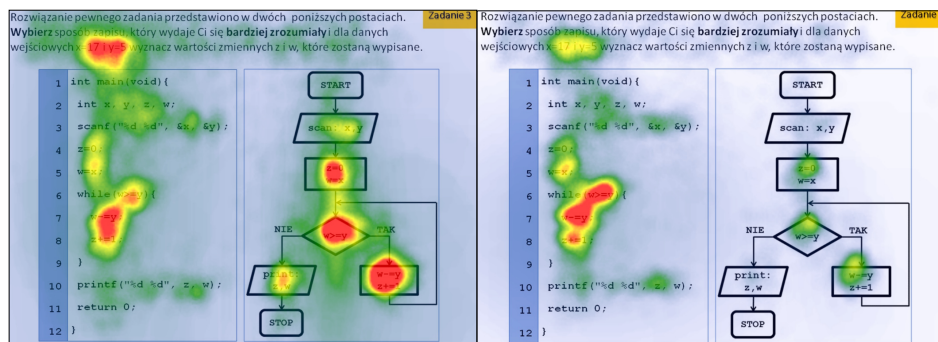 Rozwiązanie pewnego zadania przedstawiono w dwóch poniższych postaciach.
Zadanie 3
Wybierz sposób zapisu, który wydaje Ci się bardziej zrozumiały i dla danych
wejściowych x=17 i y=5 wyznacz wartości zmiennych z i w, które zostaną wypisane.
1 int main(void){
2 int x, y, z, w;
3 scanf("%d %d", &x, &y);
4 z=0;
5 w=x;
6 while(w>=y){
7 w-=y;
8 z+=1;
9 }
10 printf("%d %d", z, w);
11 return 0;
12 }
START
scan: x,y
z=0
w>=y
NIE
TAK
print:
w-=y
z+=1
STOP
Rozwiązanie pewnego zadania przedstawiono w dwóch poniższych postaciach.
Zadanie
Wybierz sposób zapisu, który wydaje Ci się bardziej zrozumiały i dla danych
wejściowych x=17 i y=5 wyznacz wartości zmiennych z i w, które zostaną wypisane.
1 int main(void){
2 int x, y, z, w;
3 scanf("%d %d", &x, &y);
4 z=0;
5 w=x;
6 while(w>=y){
7 w-=y;
8 z+=1;
9 }
10 printf("%d %d", z, w);
11 return 0;
12 }
START
scan: x,y
z=0
w=x
w>=y
NIE
TAK
print:
z,w
w-=y
z+=1
STOP